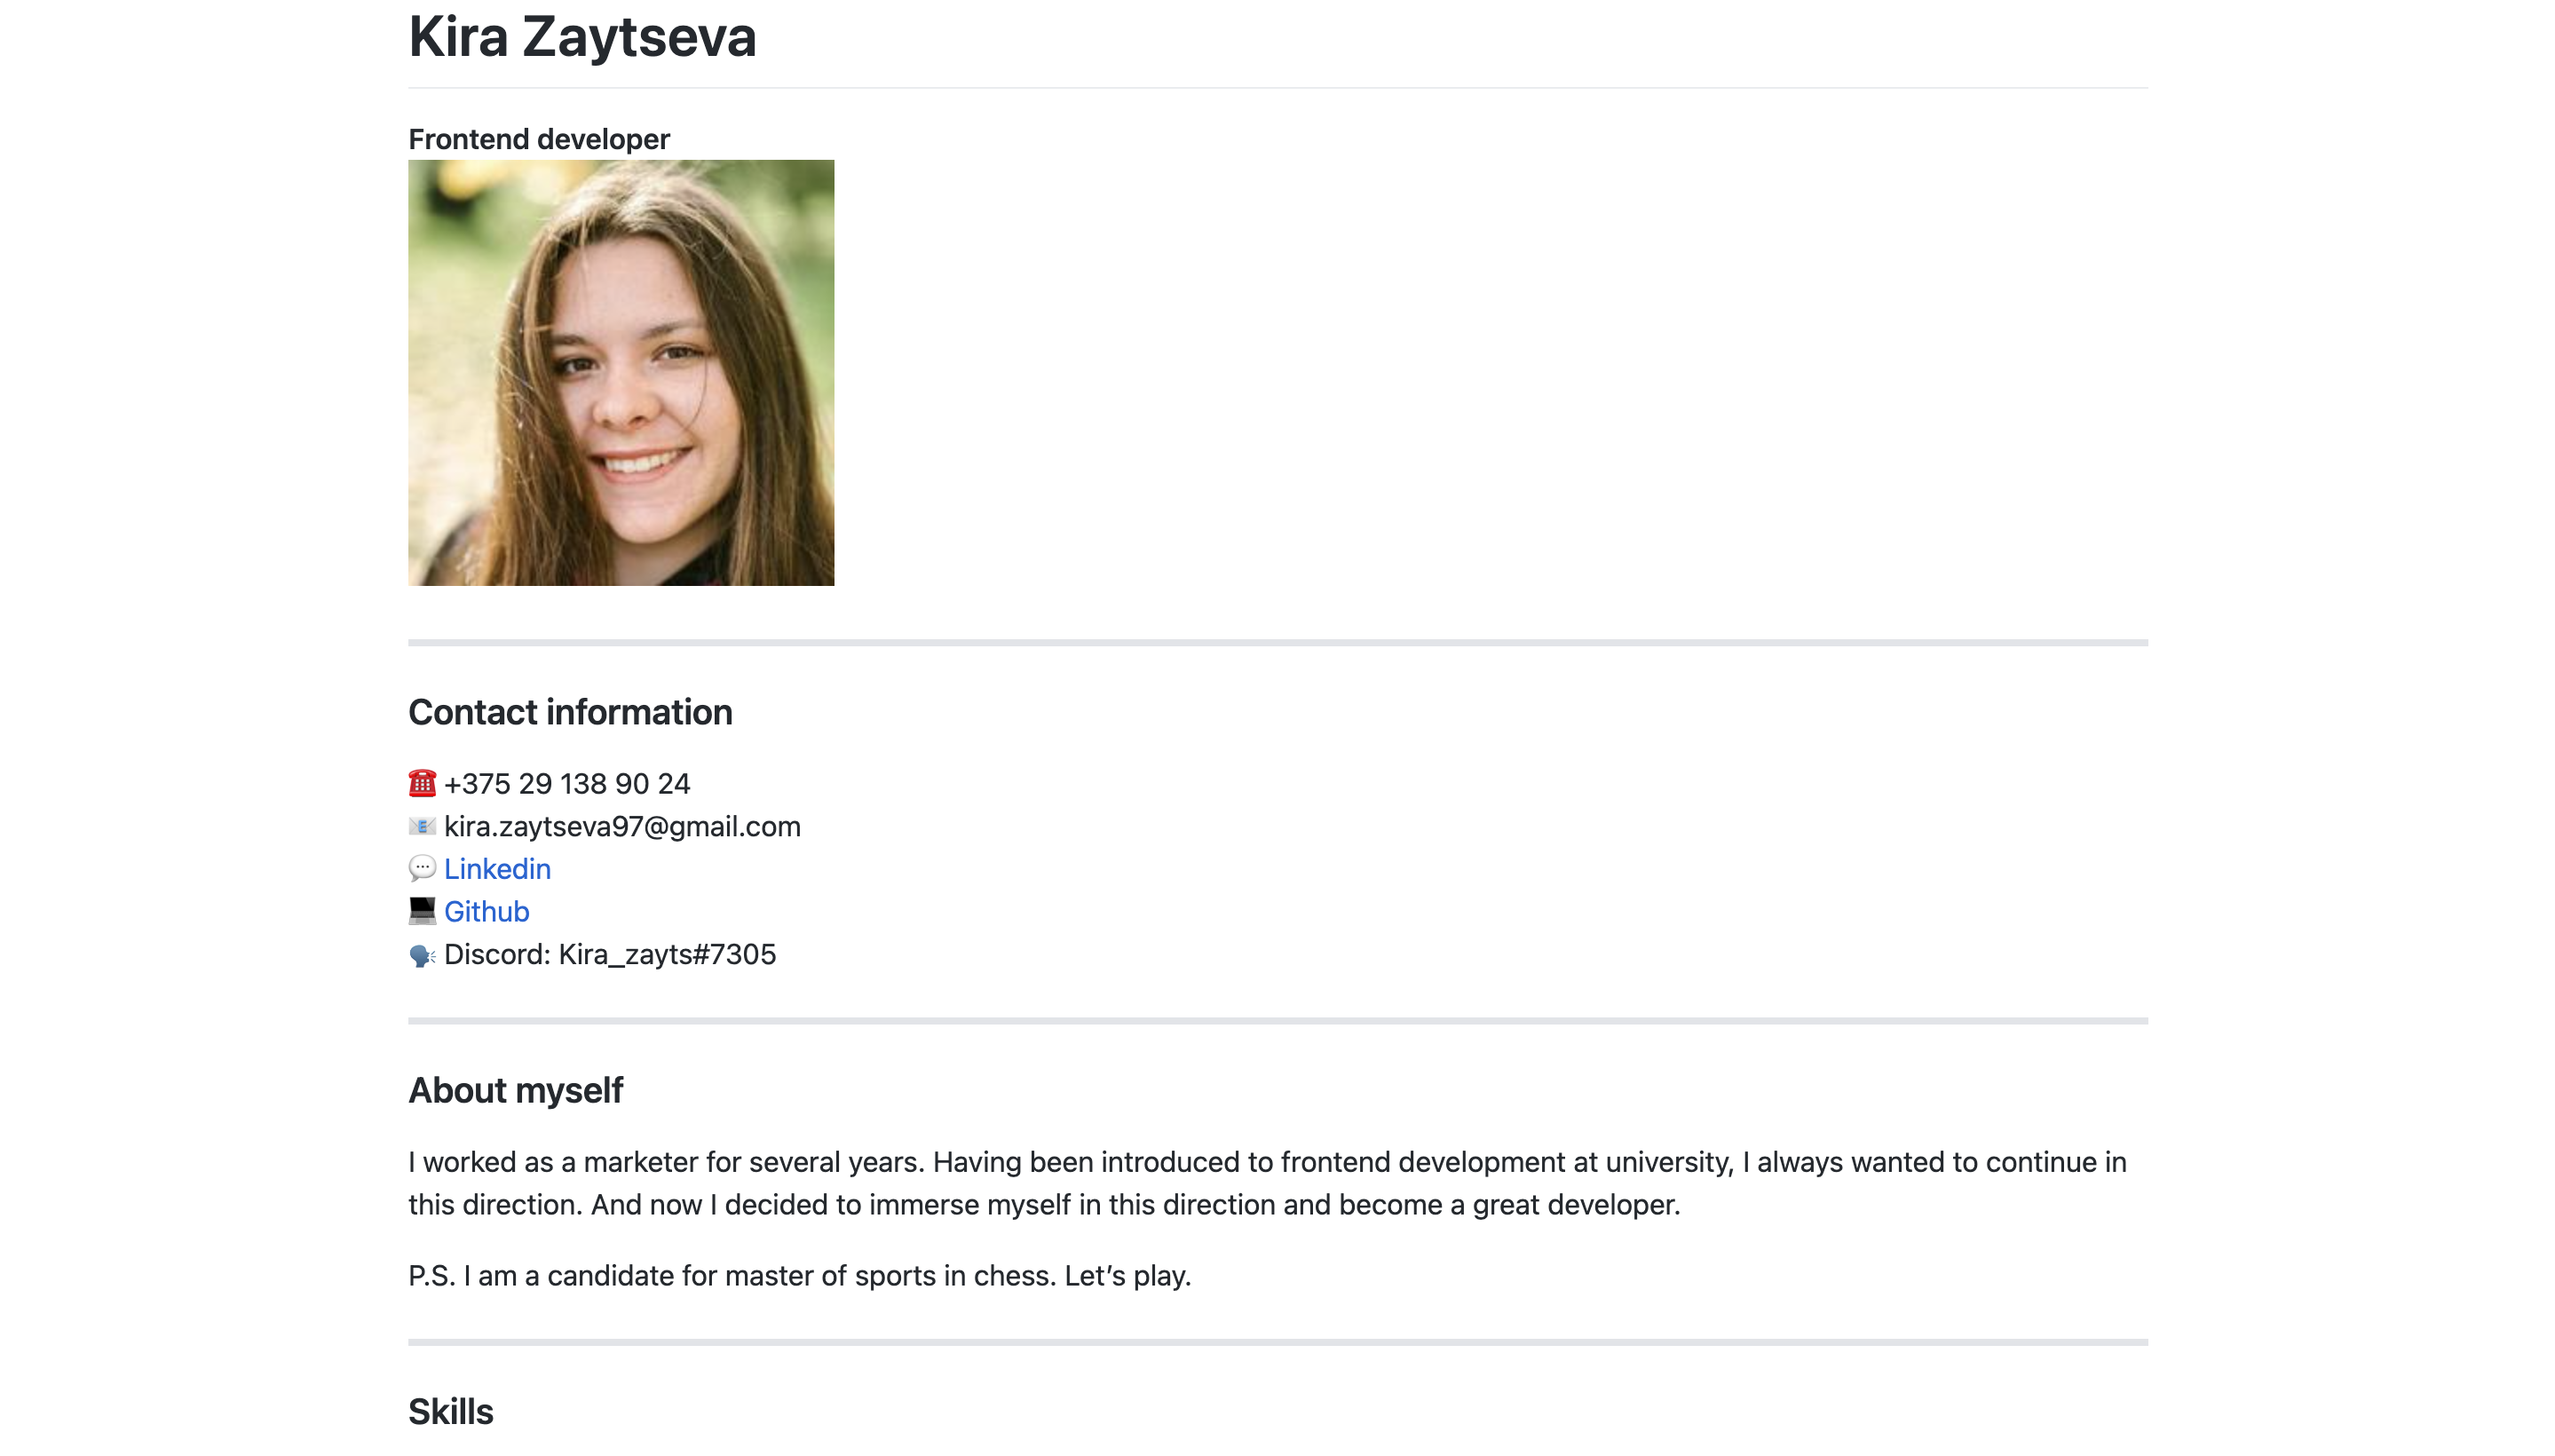 Kira Zaytseva
Frontend developer
Contact information
+375 29 138 90 24
kira.zaytseva97@gmail.com
Linkedin
Github
Discord: Kira_zayts#7305
About myself
I worked as a marketer for several years. Having been introduced to frontend development at university, I always wanted to continue in
this direction. And now I decided to immerse myself in this direction and become a great developer.
P.S. I am a candidate for master of sports in chess. Let’s play.
Skills